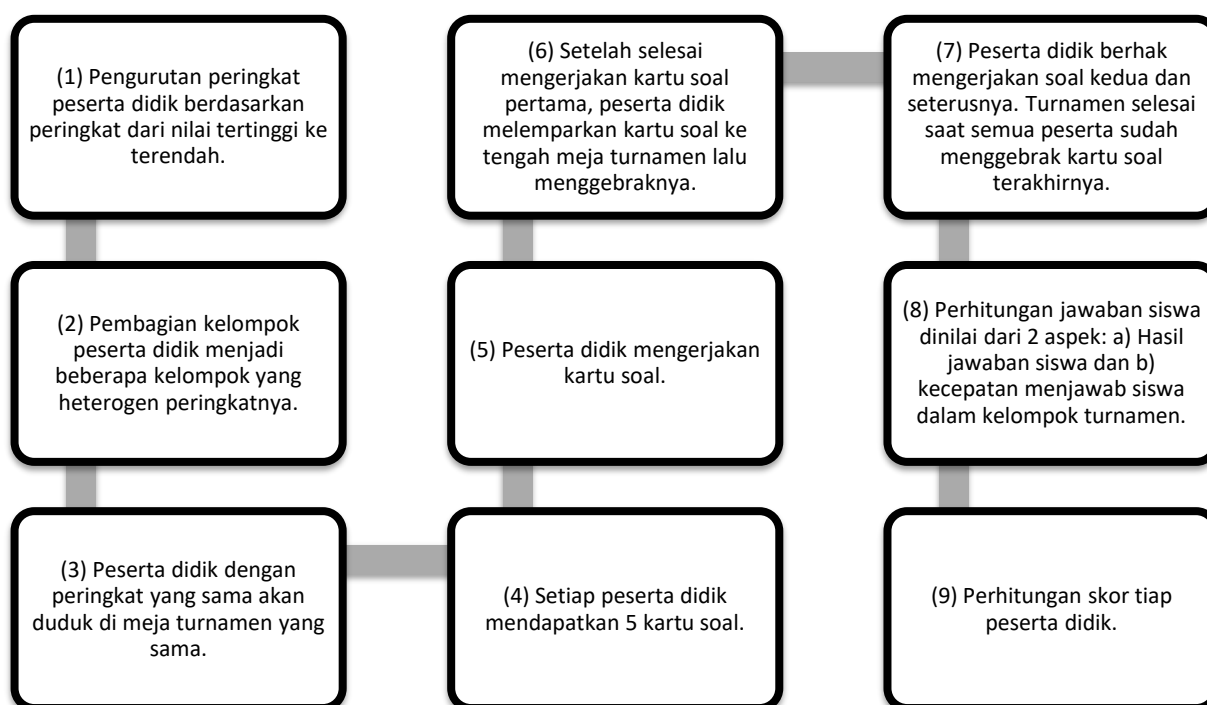 (1) Pengurutan peringkat
peserta didik berdasarkan
peringkat dari nilai tertinggi ke
terendah.
(2) Pembagian kelompok
peserta didik menjadi
beberapa kelompok yang
heterogen peringkatnya.
(3) Peserta didik dengan
peringkat yang sama akan
duduk di meja turnamen yang
sama.
(4) Setiap peserta didik
mendapatkan 5 kartu soal.
(5) Peserta didik mengerjakan
kartu soal.
(6) Setelah selesai
mengerjakan kartu soal
pertama, peserta didik
melemparkan kartu soal ke
tengah meja turnamen lalu
menggebraknya.
(7) Peserta didik berhak
mengerjakan soal kedua dan
seterusnya. Turnamen selesai
saat semua peserta sudah
menggebrak kartu soal
terakhirnya.
(8) Perhitungan jawaban siswa
dinilai dari 2 aspek: a) Hasil
jawaban siswa dan b)
kecepatan menjawab siswa
dalam kelompok turnamen.
(9) Perhitungan skor tiap
peserta didik.